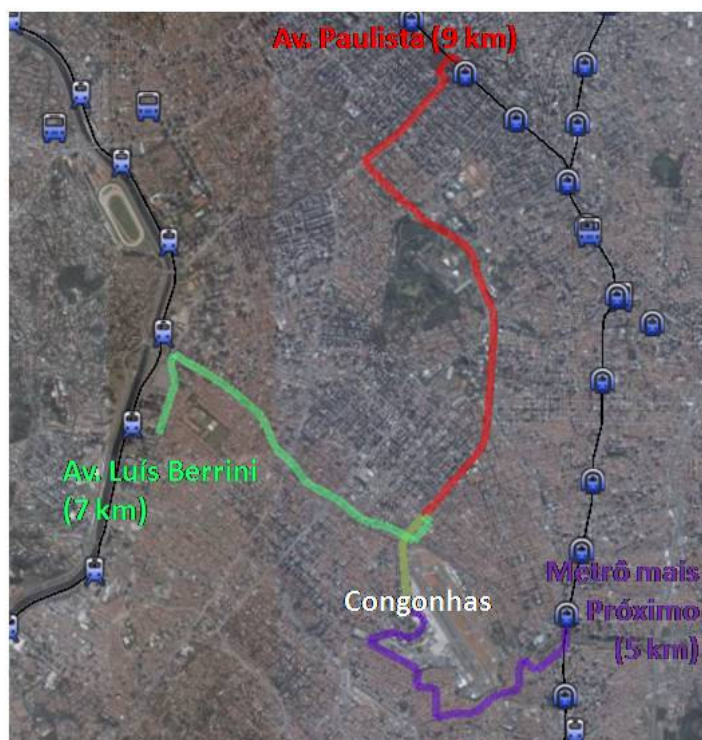 Av. Paulista (9 km)
Av. Luís Berrini
(7 km)
Congonhas
Metrô mais
Próximo
(5 km)